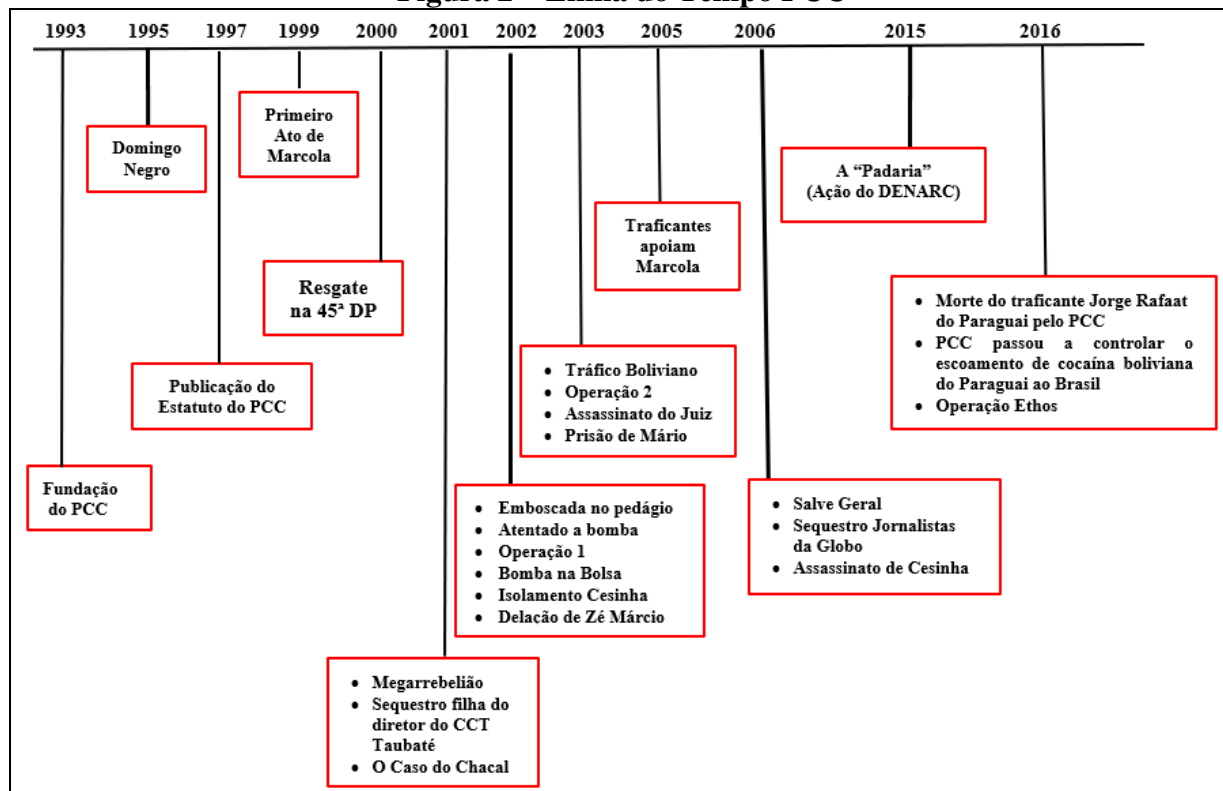 1993 1995 1997 1999 2000 2001 2002 2003 2005 2006 2015 2016
Fundação
do PCC
Domingo
Negro
Publicação do
Estatuto do PCC
Primeiro
Ato de
Marcola
Resgate
na 45ª DP
• Megarrebelião
• Sequestro filha do
diretor do CCT
Taubaté
• O Caso do Chacal
• Emboscada no pedágio
• Atentado a bomba
• Operação 1
• Bomba na Bolsa
• Isolamento Cesinha
• Delação de Zé Márcio
• Tráfico Boliviano
• Operação 2
• Assassinato do Juiz
• Prisão de Mário
Traficantes
apoiam
Marcola
• Salve Geral
• Sequestro Jornalistas
da Globo
• Assassinato de Cesinha
A “Padaria”
(Ação do DENARC)
• Morte do traficante Jorge Rafaat
do Paraguai pelo PCC
• PCC passou a controlar o
escoamento de cocaína boliviana
do Paraguai ao Brasil
• Operação Ethos